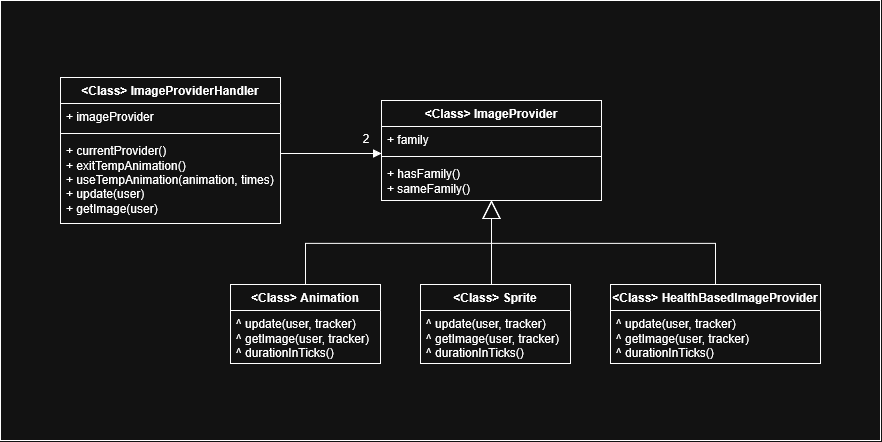 <Class> ImageProviderHandler
+ imageProvider
+ currentProvider()
+ exitTempAnimation()
+ useTempAnimation(animation, times)
+ update(user)
+ getImage(user)
2
<Class> ImageProvider
+ family
+ hasFamily()
+ sameFamily()
<Class> Animation
^ update(user, tracker)
^ getImage(user, tracker)
^ durationInTicks()
<Class> Sprite
^ update(user, tracker)
^ getImage(user, tracker)
^ durationInTicks()
<Class> HealthBasedImageProvider
^ update(user, tracker)
^ getImage(user, tracker)
^ durationInTicks()